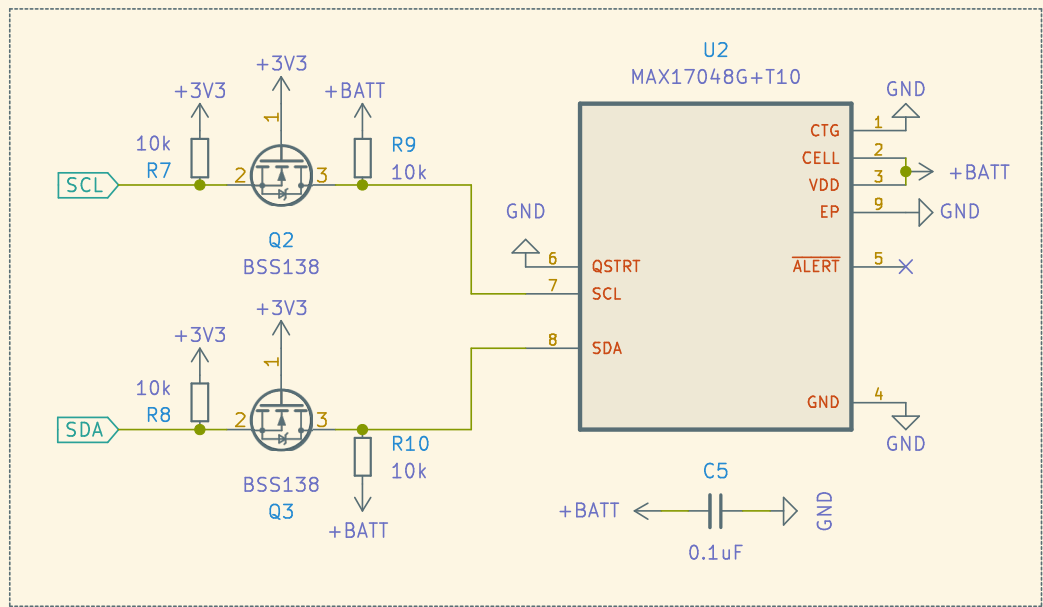 U2
MAX17048G+T10
+3V3
+3V3
+BATT
GND
1
CTG
1
10k
R9
CELL
2
R7
2
3
10k
+BATT
SCL
VDD
3
GND
EP
9
GND
Q2
BSS138
6
QSTRT
ALERT
5
7
SCL
+3V3
+3V3
8
SDA
1
10k
R8
2
3
GND
4
SDA
R10
GND
10k
C5
BSS138
Q3
+BATT
GND
+BATT
0.1uF